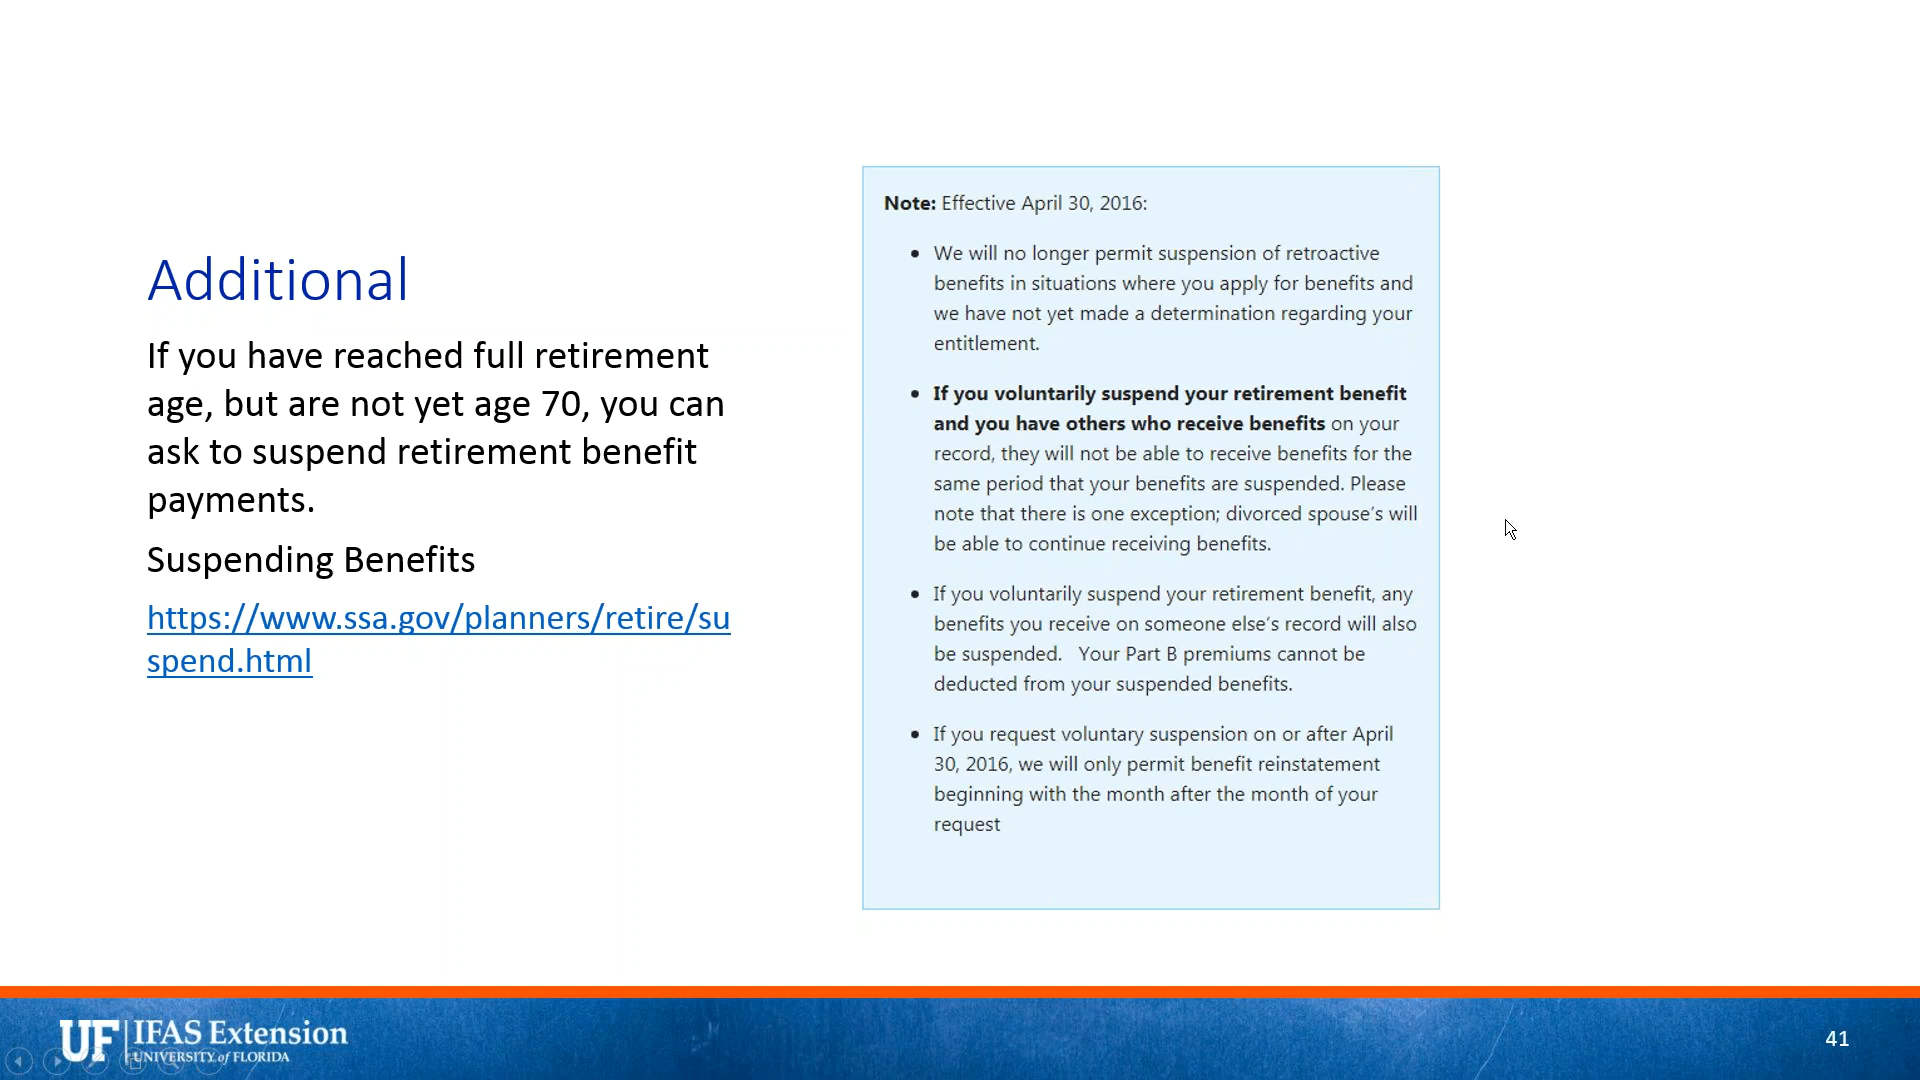 Additional
If you have reached full retirement
age, but are not yet age 70, you can
ask to suspend retirement benefit
payments.
Suspending Benefits
https://www.ssa.gov/planners/retire/su
spend.html
Note: Effective April 30, 2016:
• We will no longer permit suspension of retroactive
benefits in situations where you apply for benefits and
we have not yet made a determination regarding your
entitlement.
• If you voluntarily suspend your retirement benefit
and you have others who receive benefits on your
record, they will not be able to receive benefits for the
same period that your benefits are suspended. Please
note that there is one exception; divorced spouse's will
be able to continue receiving benefits.
• If you voluntarily suspend your retirement benefit, any
benefits you receive on someone else's record will also
be suspended. Your Part B premiums cannot be
deducted from your suspended benefits.
• If you request voluntary suspension on or after April
30, 2016, we will only permit benefit reinstatement
beginning with the month after the month of your
request
UF IFAS Extension
UNIVERSITY of FLORIDA
41